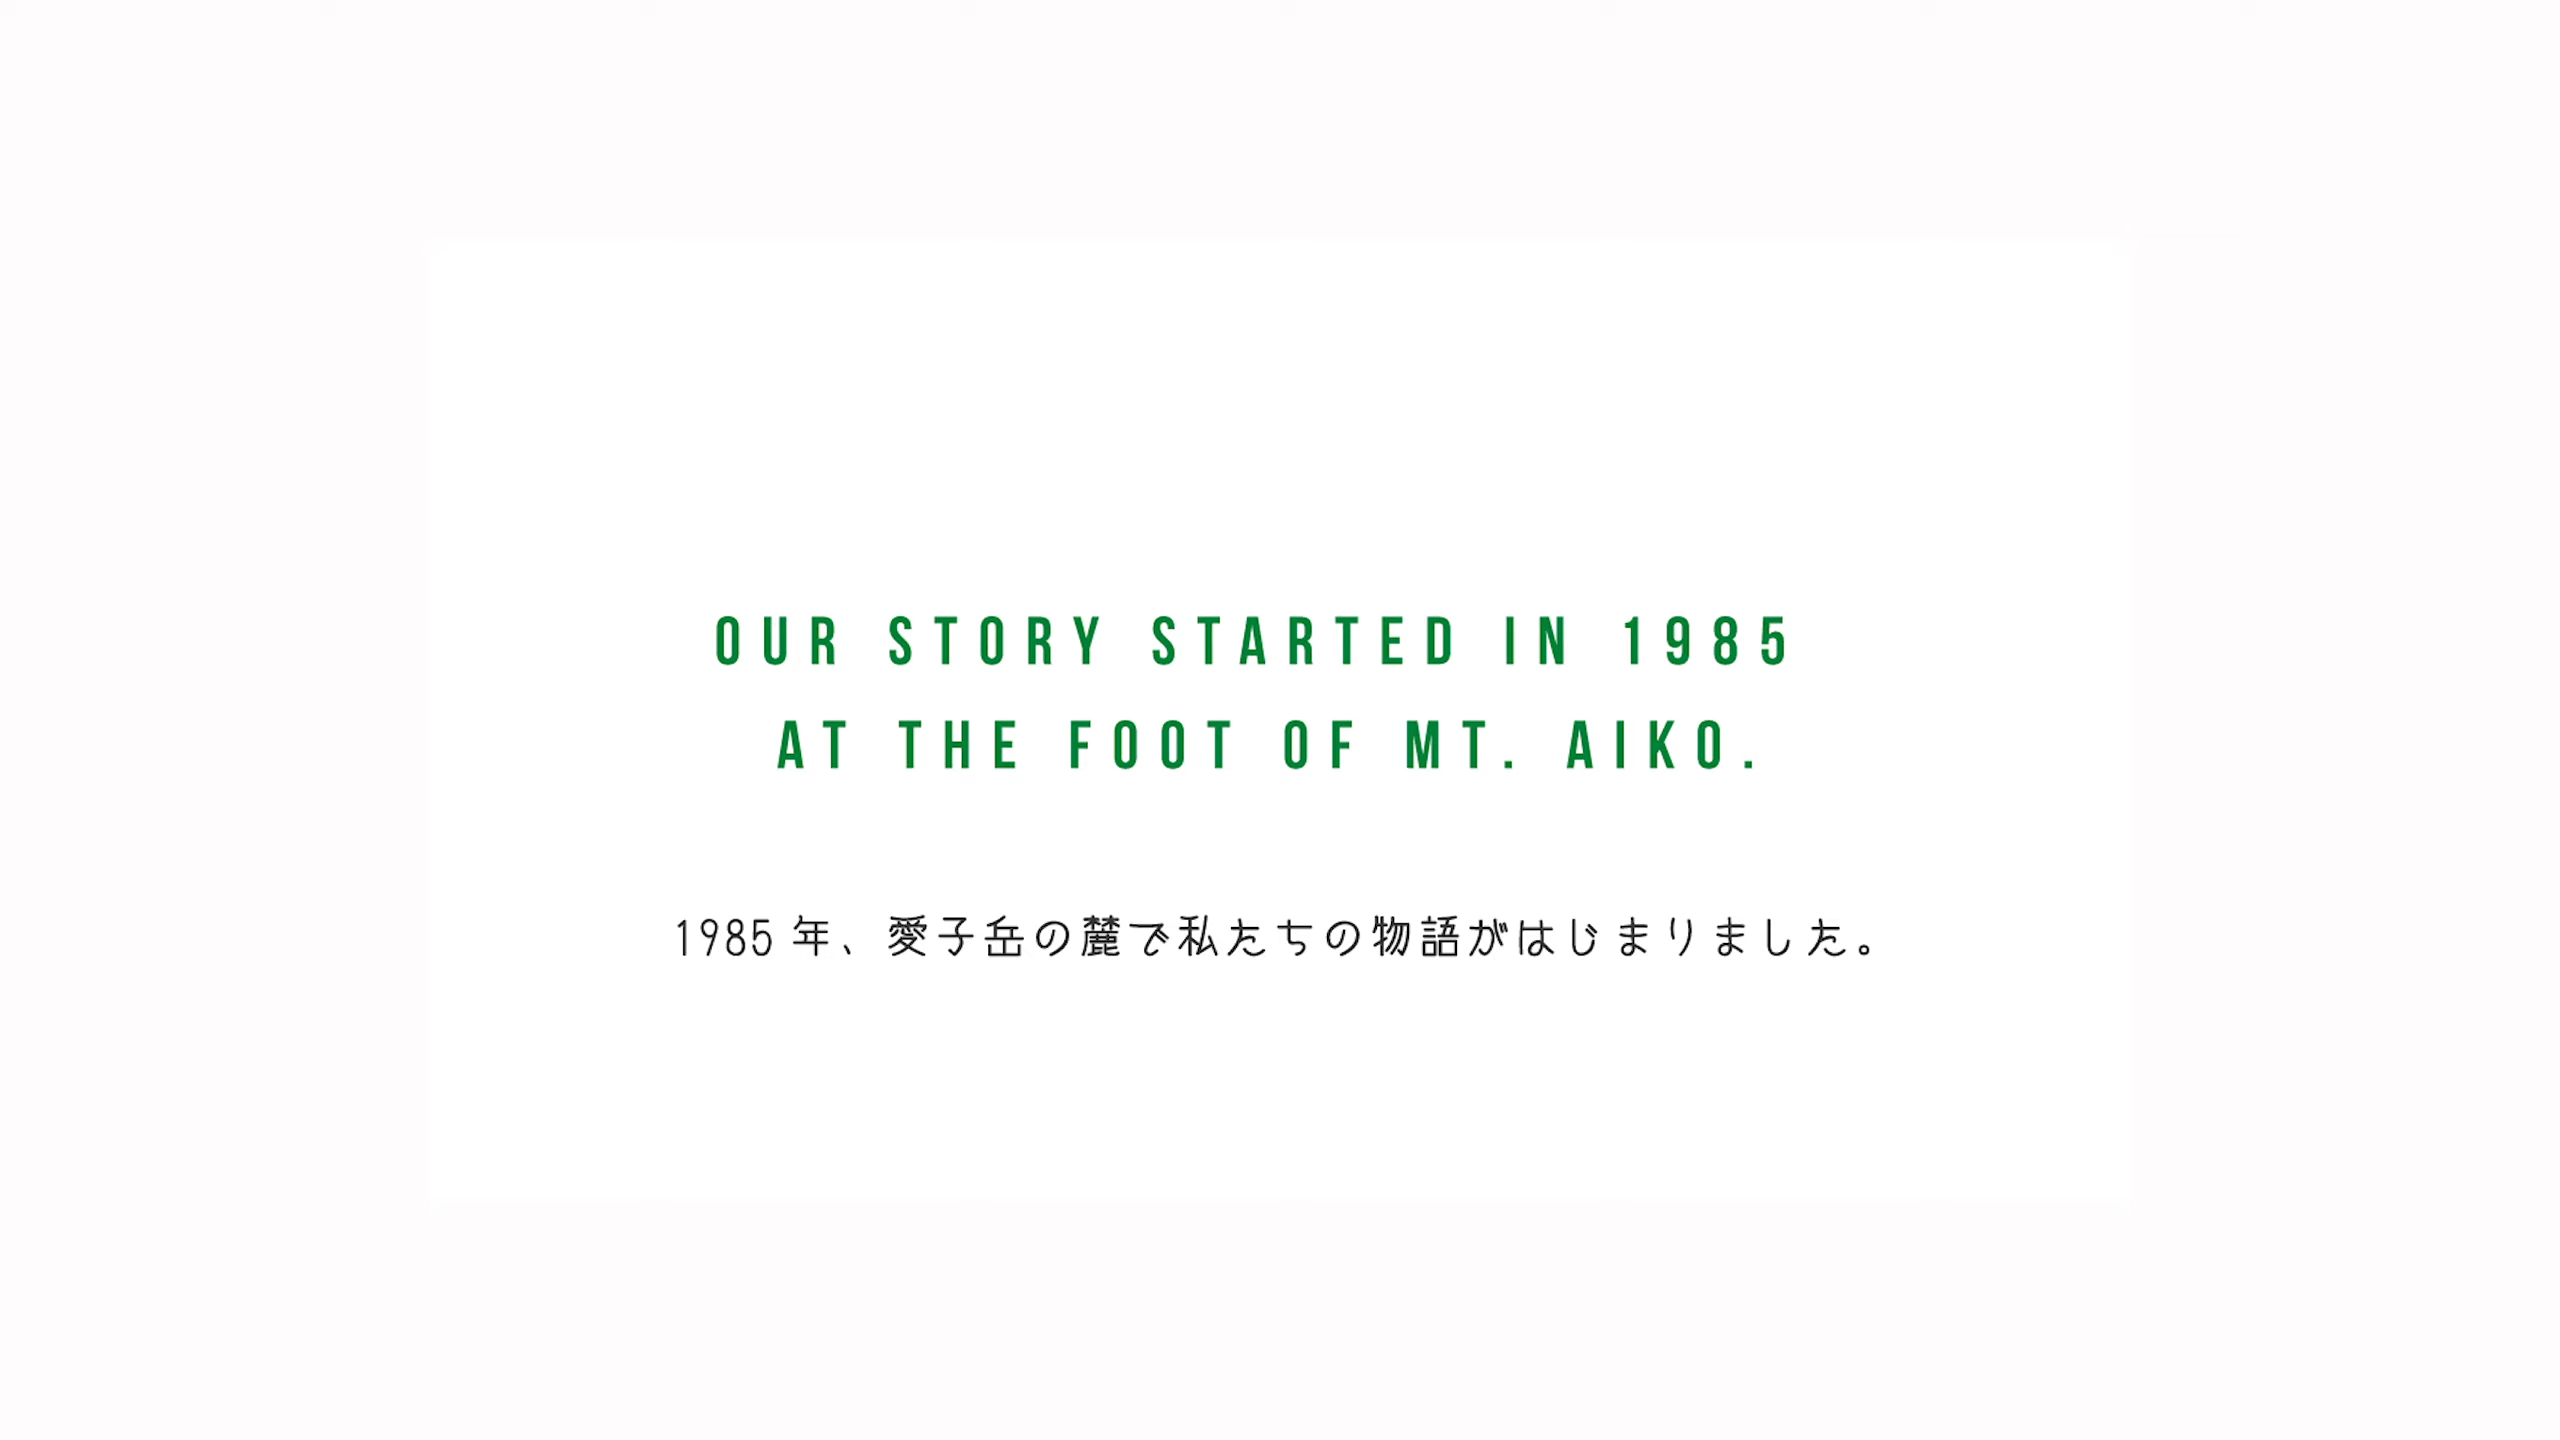 OUR STORY STARTED IN 1985
AT THE FOOT OF MT. AIKO.
1985年、愛子岳の麓で私たちの物語がはじまりました。